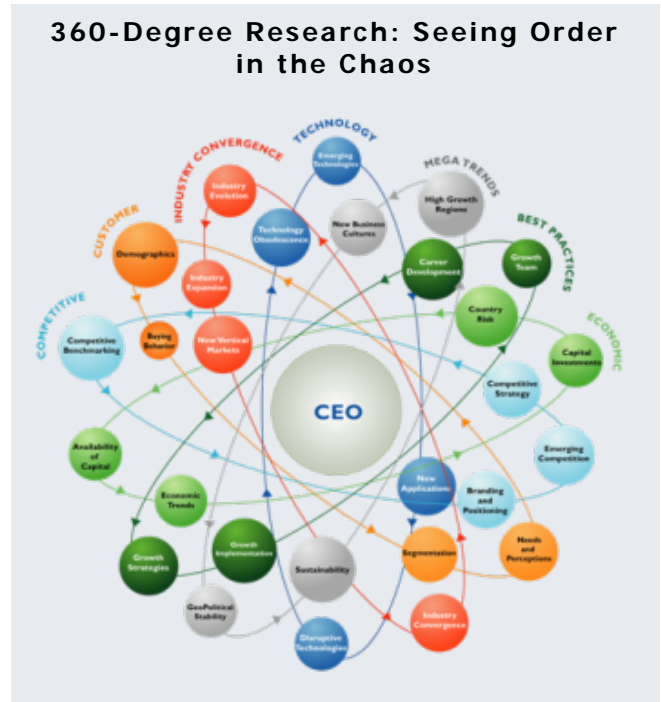 360-Degree Research: Seeing Order
in the Chaos
TECHNOLOGY
Emerging
Technologies
INDUSTRY CONVERGENCE
MEGA TRENDS
Industry
Evolution
High Growth
Regions
CUSTOMER
BEST PRACTICES
Technology
Obsolescence
New Business
Cultures
Demographics
Career
Development
Growth
Team
Industry
Expansion
COMPETITIVE
Country
Risk
ECONOMIC
Competitive
Benchmarking
Buying
Behavior
New Vertical
Markets
Capital
Investments
Competitive
Strategy
CEO
Availability
of
Capital
Emerging
Competition
Economic
Trends
New
Applications
Branding
and
Positioning
Growth
Strategies
Growth
Implementation
Sustainability
Segmentation
Needs
and
Perceptions
GeoPolitical
Stability
Industry
Convergence
Disruptive
Technologies